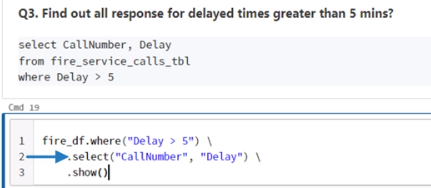 Q3. Find out all response for delayed times greater than 5 mins?
select CallNumber, Delay
from fire_service_calls_tbl
where Delay > 5
Cmd 19
1 fire_df.where("Delay > 5") \
2 .select("CallNumber", "Delay") \
3 .show()